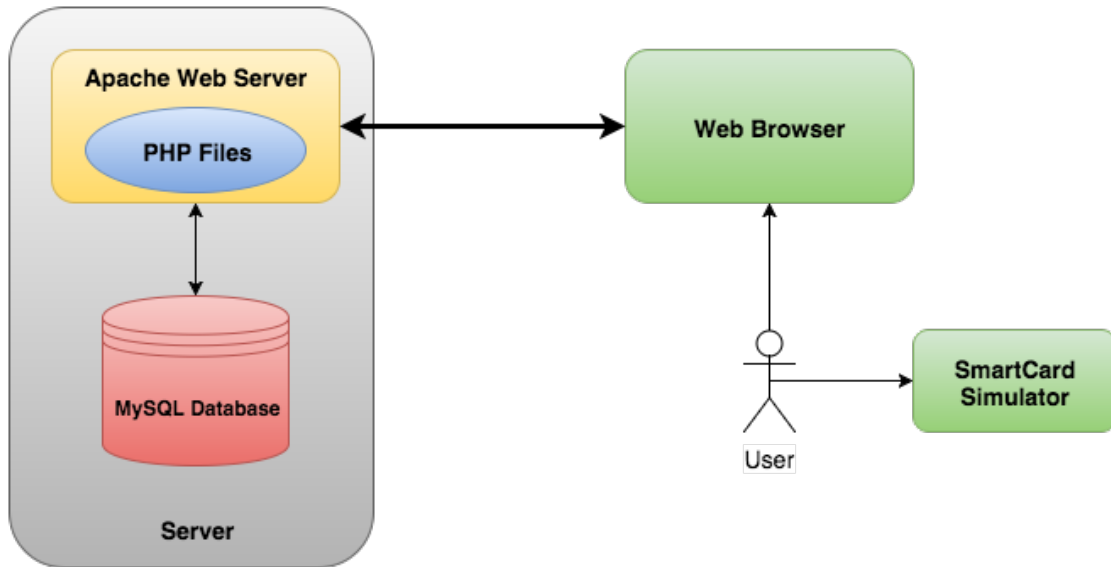 Apache Web Server
PHP Files
MySQL Database
Server
Web Browser
User
SmartCard
Simulator